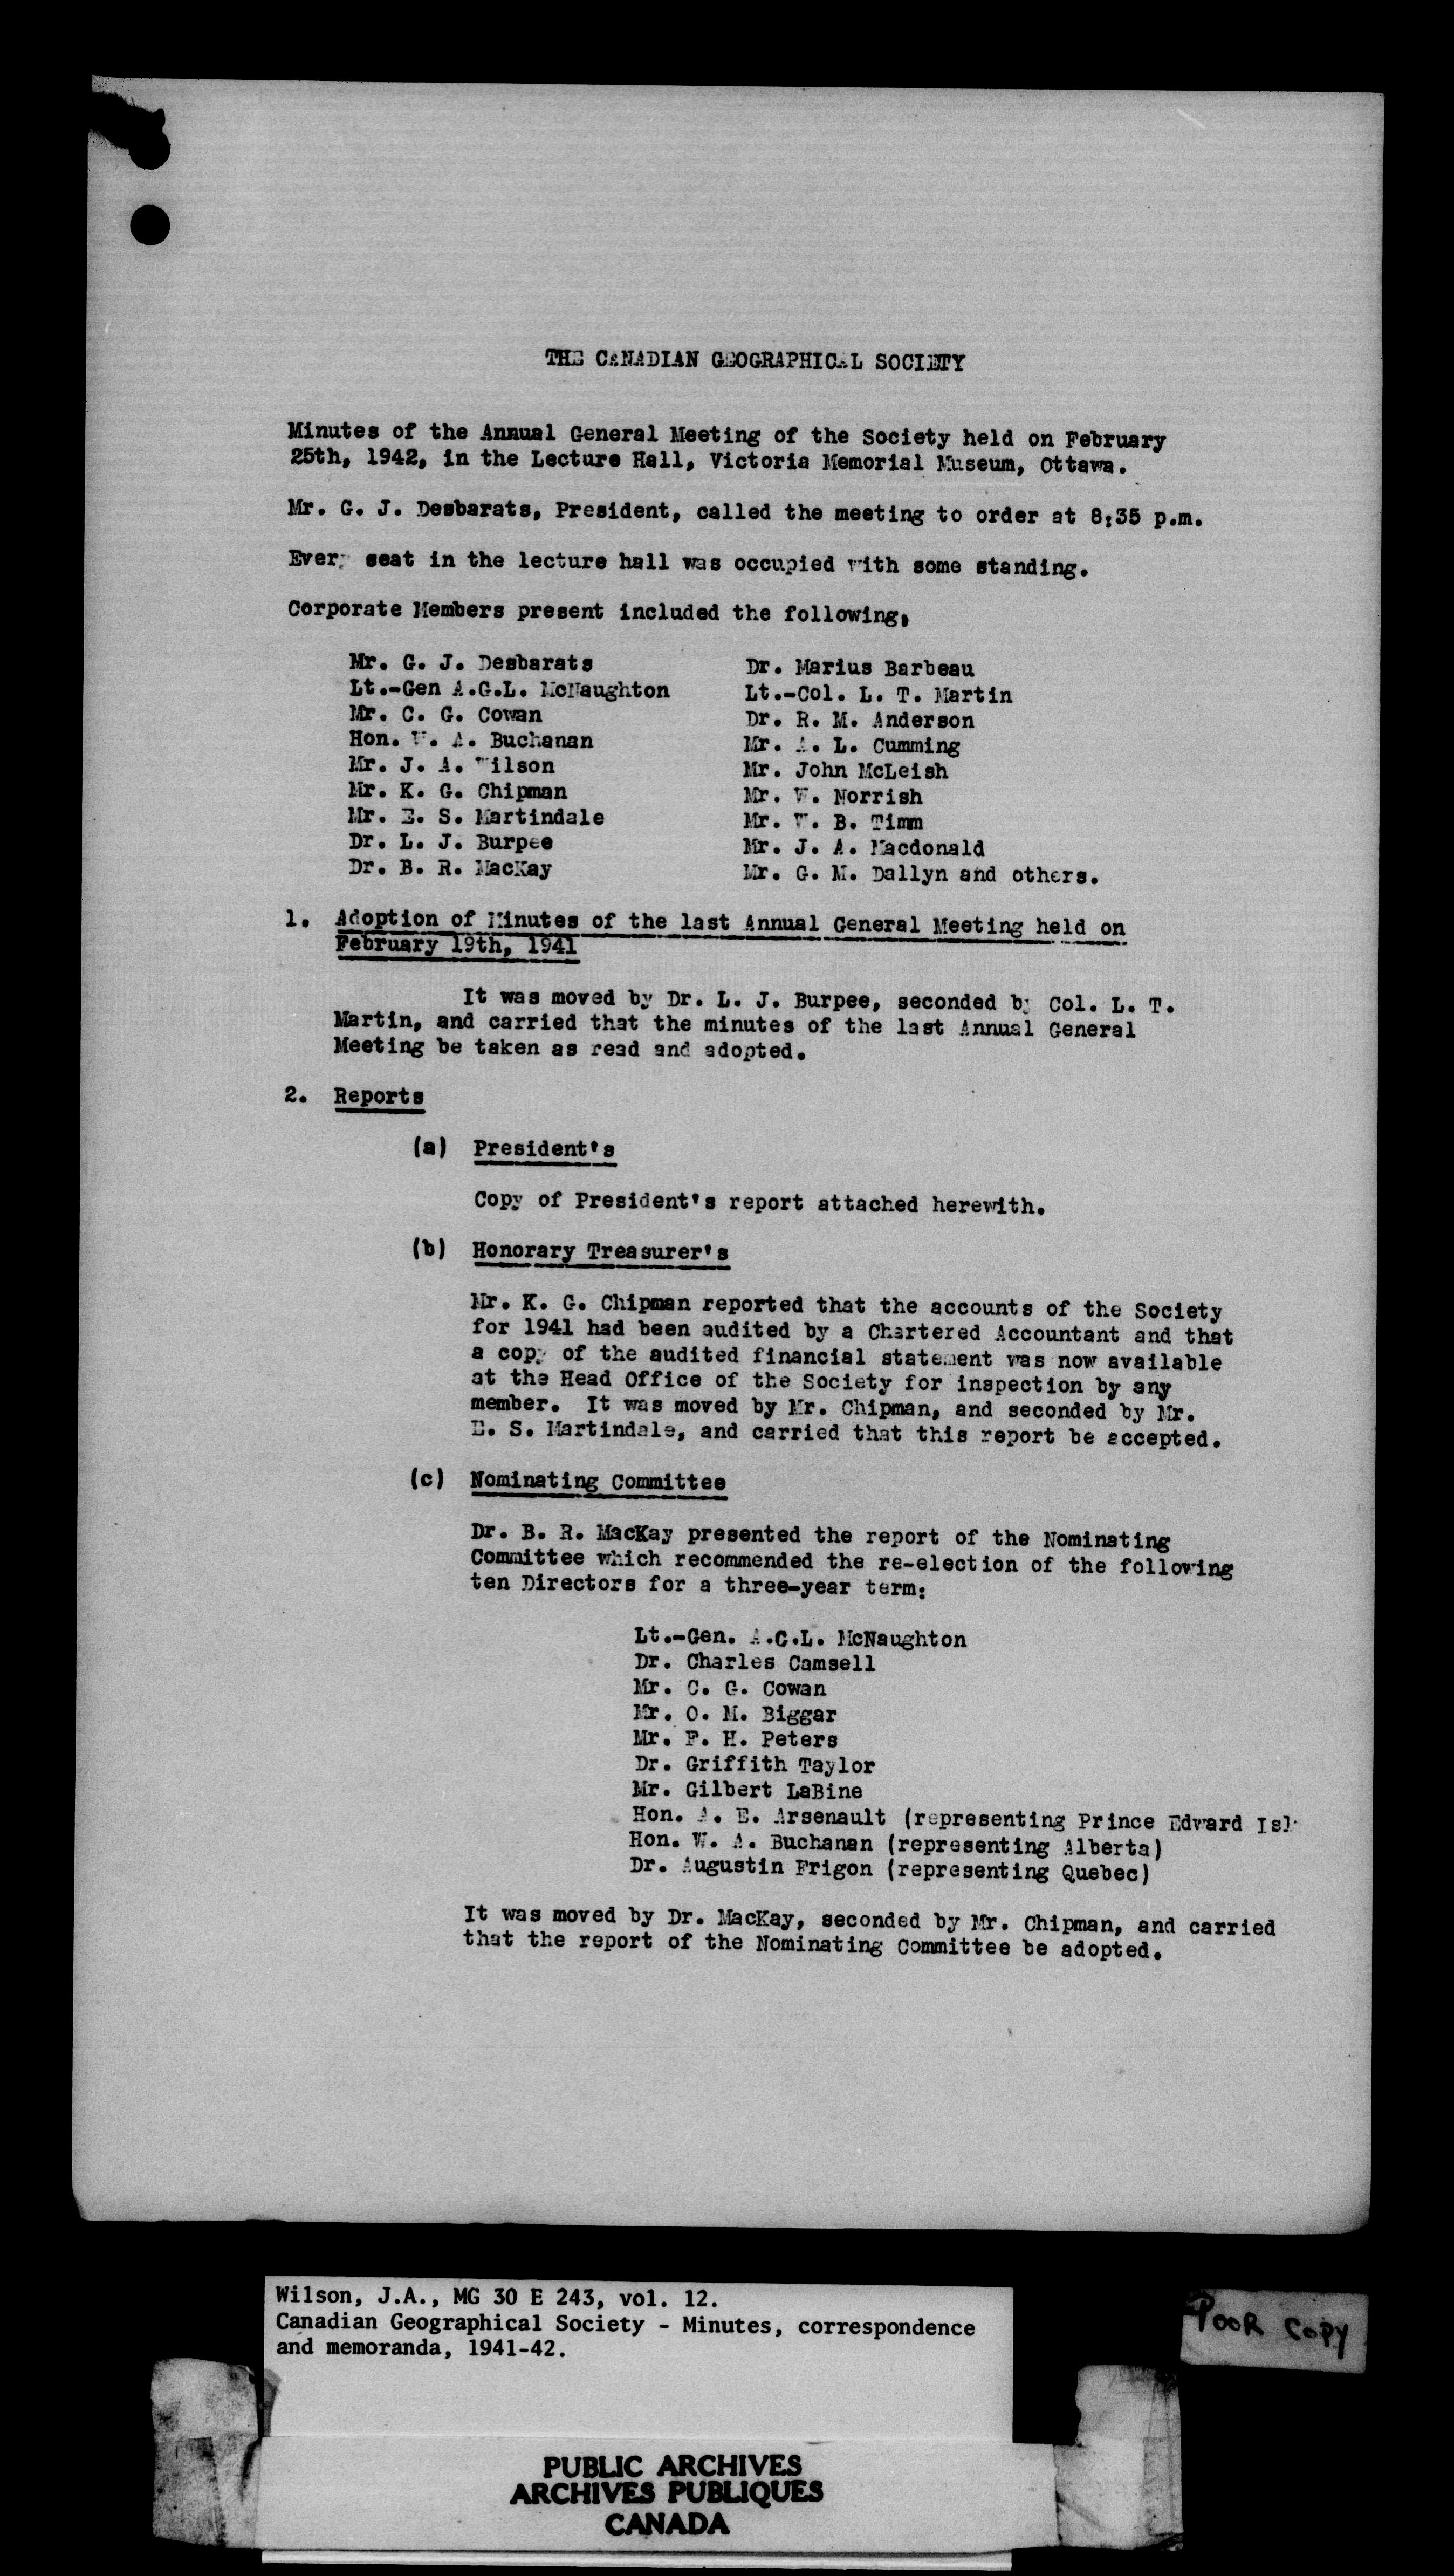 THE CANADIAN GEOGRAPHICAL SOCIETY
Minutes of the Annual General Meeting of the Society held on February
25th, 1942, in the Lecture Hall, Victoria Memorial Museum, Ottawa.
Mr. G. J. Desbarats, President, called the meeting to order at 8:35 p.m.
Every seat in the lecture hall was occupied with some standing.
Corporate Members present included the following,
Mr. G. J. Desbarats
Lt.-Gen A.G.L. McNaughton
Mr. C. G. Cowan
Hon. W. A. Buchanan
Mr. J. A. Wilson
Mr. K. G. Chipman
Mr. E. S. Martindale
Dr. L. J. Burpee
Dr. B. R. MacKay
Dr. Marius Barbeau
Lt.-Col. L. T. Martin
Dr. R. M. Anderson
Mr. A. L. Cumming
Mr. John McLeish
Mr. W. Norrish
Mr. W. B. Timm
Mr. J. A. Macdonald
Mr. G. M. Dallyn and others.
1. Adoption of Minutes of the last Annual General Meeting held on
February 19th, 1941
It was moved by Dr. L. J. Burpee, seconded by Col. L. T.
Martin, and carried that the minutes of the last Annual General
Meeting be taken as read and adopted.
2. Reports
(a) President's
Copy of President's report attached herewith.
(b) Honorary Treasurer's
Mr. K. G. Chipman reported that the accounts of the Society
for 1941 had been audited by a Chartered Accountant and that
a copy of the audited financial statement was now available
at the Head Office of the Society for inspection by any
member. It was moved by Mr. Chipman, and seconded by Mr.
E. S. Martindale, and carried that this report be accepted.
(c) Nominating Committee
Dr. B. R. MacKay presented the report of the Nominating
Committee which recommended the re-election of the following
ten Directors for a three-year term:
Lt.-Gen. A.G.L. McNaughton
Dr. Charles Camsell
Mr. C. G. Cowan
Mr. O. M. Biggar
Mr. F. H. Peters
Dr. Griffith Taylor
Mr. Gilbert LaBine
Hon. A. E. Arsenault (representing Prince Edward Isl
Hon. W. A. Buchanan (representing Alberta)
Dr. Augustin Frigon (representing Quebec)
It was moved by Dr. MacKay, seconded by Mr. Chipman, and carried
that the report of the Nominating Committee be adopted.
Wilson, J.A., MG 30 E 243, vol. 12.
Canadian Geographical Society - Minutes, correspondence
and memoranda, 1941-42.
POOR COPY
PUBLIC ARCHIVES
ARCHIVES PUBLIQUES
CANADA